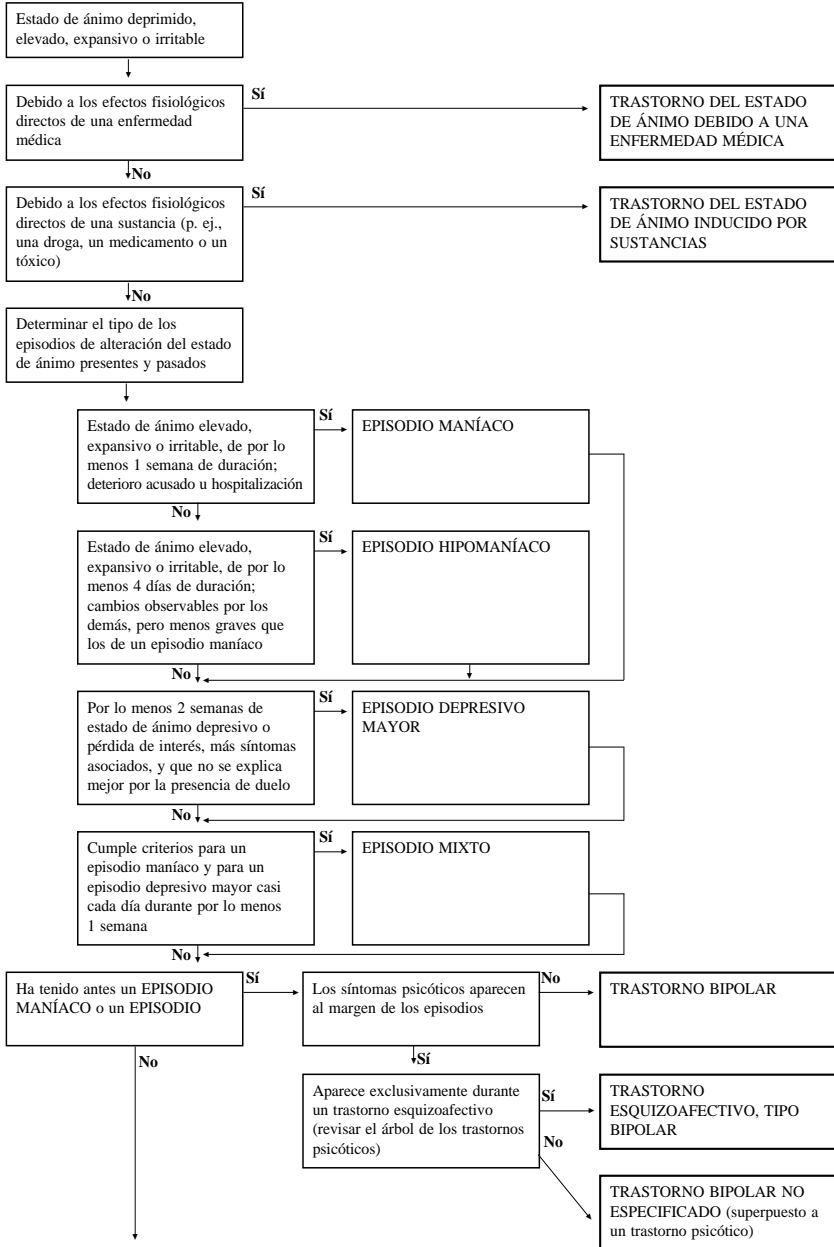 Estado de ánimo deprimido,
elevado, expansivo o irritable
Debido a los efectos fisiológicos
directos de una enfermedad
médica
Sí
TRASTORNO DEL ESTADO
DE ÁNIMO DEBIDO A UNA
ENFERMEDAD MÉDICA
No
Debido a los efectos fisiológicos
directos de una sustancia (p. ej.,
una droga, un medicamento o un
tóxico)
Sí
TRASTORNO DEL ESTADO
DE ÁNIMO INDUCIDO POR
SUSTANCIAS
No
Determinar el tipo de los
episodios de alteración del estado
de ánimo presentes y pasados
Estado de ánimo elevado,
expansivo o irritable, de por lo
menos 1 semana de duración;
deterioro acusado u hospitalización
Sí
EPISODIO MANÍACO
No
Estado de ánimo elevado,
expansivo o irritable, de por lo
menos 4 días de duración;
cambios observables por los
demás, pero menos graves que
los de un episodio maníaco
Sí
EPISODIO HIPOMANÍACO
No
Por lo menos 2 semanas de
estado de ánimo depresivo o
pérdida de interés, más síntomas
asociados, y que no se explica
mejor por la presencia de duelo
Sí
EPISODIO DEPRESIVO
MAYOR
No
Cumple criterios para un
episodio maníaco y para un
episodio depresivo mayor casi
cada día durante por lo menos
1 semana
Sí
EPISODIO MIXTO
No
Ha tenido antes un EPISODIO
MANÍACO o un EPISODIO
Sí
Los síntomas psicóticos aparecen
al margen de los episodios
No
TRASTORNO BIPOLAR
No
Sí
Aparece exclusivamente durante
un trastorno esquizoafectivo
(revisar el árbol de los trastornos
psicóticos)
Sí
TRASTORNO
ESQUIZOAFECTIVO, TIPO
BIPOLAR
No
TRASTORNO BIPOLAR NO
ESPECIFICADO (superpuesto a
un trastorno psicótico)